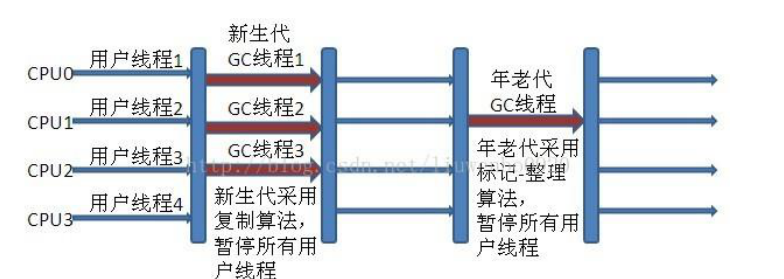 新生代
GC线程1
用户线程1
CPU0
年老代
GC线程
用户线程2
GC线程2
CPU1
用户线程3
GC线程3
CPU2
http://blog.csdn.net/
用户线程4
CPU3
新生代采用
复制算法，
暂停所有用
户线程
年老代采用
标记-整理
算法，
暂停所有用
户线程